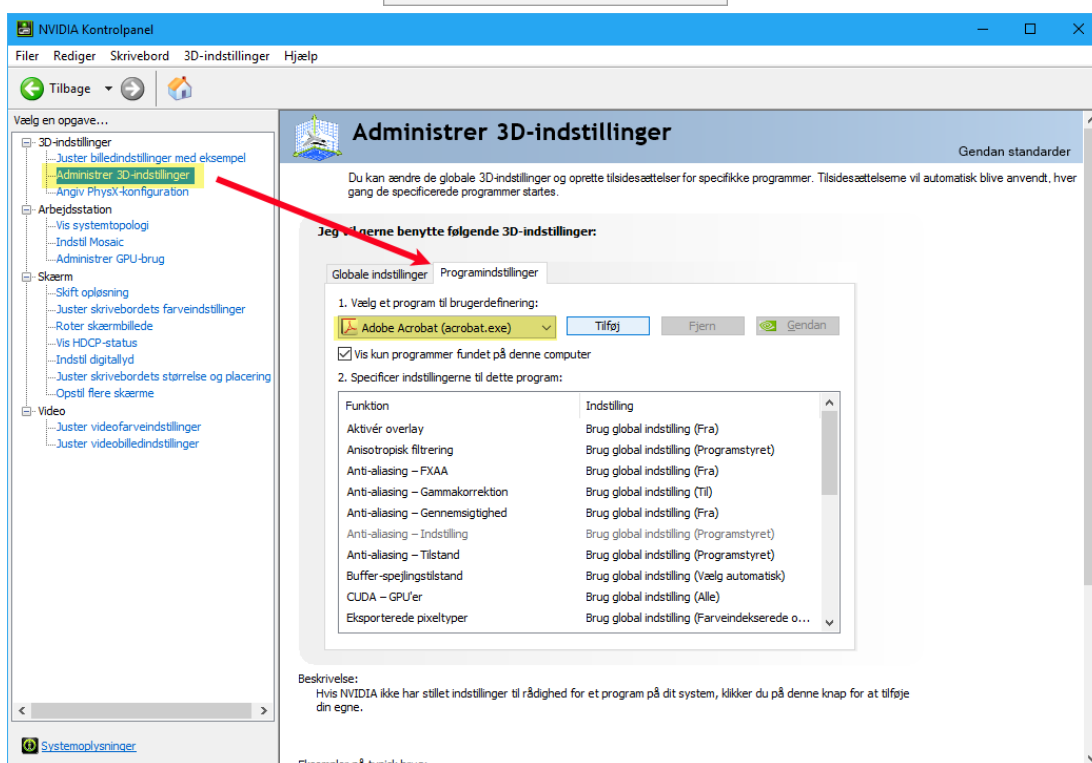 NVIDIA Kontrolpanel
Filer Rediger Skrivebord 3D-indstillinger Hjælp
Tilbage
Vælg en opgave...
3D-indstillinger
Juster billedindstillinger med eksempel
Administrer 3D-indstillinger
Angiv PhysX-konfiguration
Arbejdsstation
Vis systemtopologi
Indstil Mosaic
Administrer GPU-brug
Skærm
Skift opløsning
Juster skrivebordets farveindstillinger
Roter skærmbillede
Vis HDCP-status
Indstil digitallyd
Juster skrivebordets størrelse og placering
Opstil flere skærme
Video
Juster videofarveindstillinger
Juster videobilledindstillinger
Systemoplysninger
Administrer 3D-indstillinger
Gendan standarder
Du kan ændre de globale 3D-indstillinger og oprette tilsidesættelser for specifikke programmer. Tilsidesættelserne vil automatisk blive anvendt, hver
gang de specificerede programmer startes.
Jeg vil gerne benytte følgende 3D-indstillinger:
Globale indstillinger Programindstillinger
1. Vælg et program til brugerdefinering:
Adobe Acrobat (acrobat.exe) Tilføj Fjern Gendan
Vis kun programmer fundet på denne computer
2. Specificer indstillingerne til dette program:
Funktion Indstilling
Aktivér overlay Brug global indstilling (Fra)
Anisotropisk filtrering Brug global indstilling (Programstyret)
Anti-aliasing – FXAA Brug global indstilling (Fra)
Anti-aliasing – Gammakorrektion Brug global indstilling (Til)
Anti-aliasing – Gennemsigtighed Brug global indstilling (Fra)
Anti-aliasing – Indstilling Brug global indstilling (Programstyret)
Anti-aliasing – Tilstand Brug global indstilling (Programstyret)
Buffer-spejlingstilstand Brug global indstilling (Vælg automatisk)
CUDA – GPU'er Brug global indstilling (Alle)
Eksporterede pixeltyper Brug global indstilling (Farveindekserede o...
Beskrivelse:
Hvis NVIDIA ikke har stillet indstillinger til rådighed for et program på dit system, klikker du på denne knap for at tilføje
din egne.